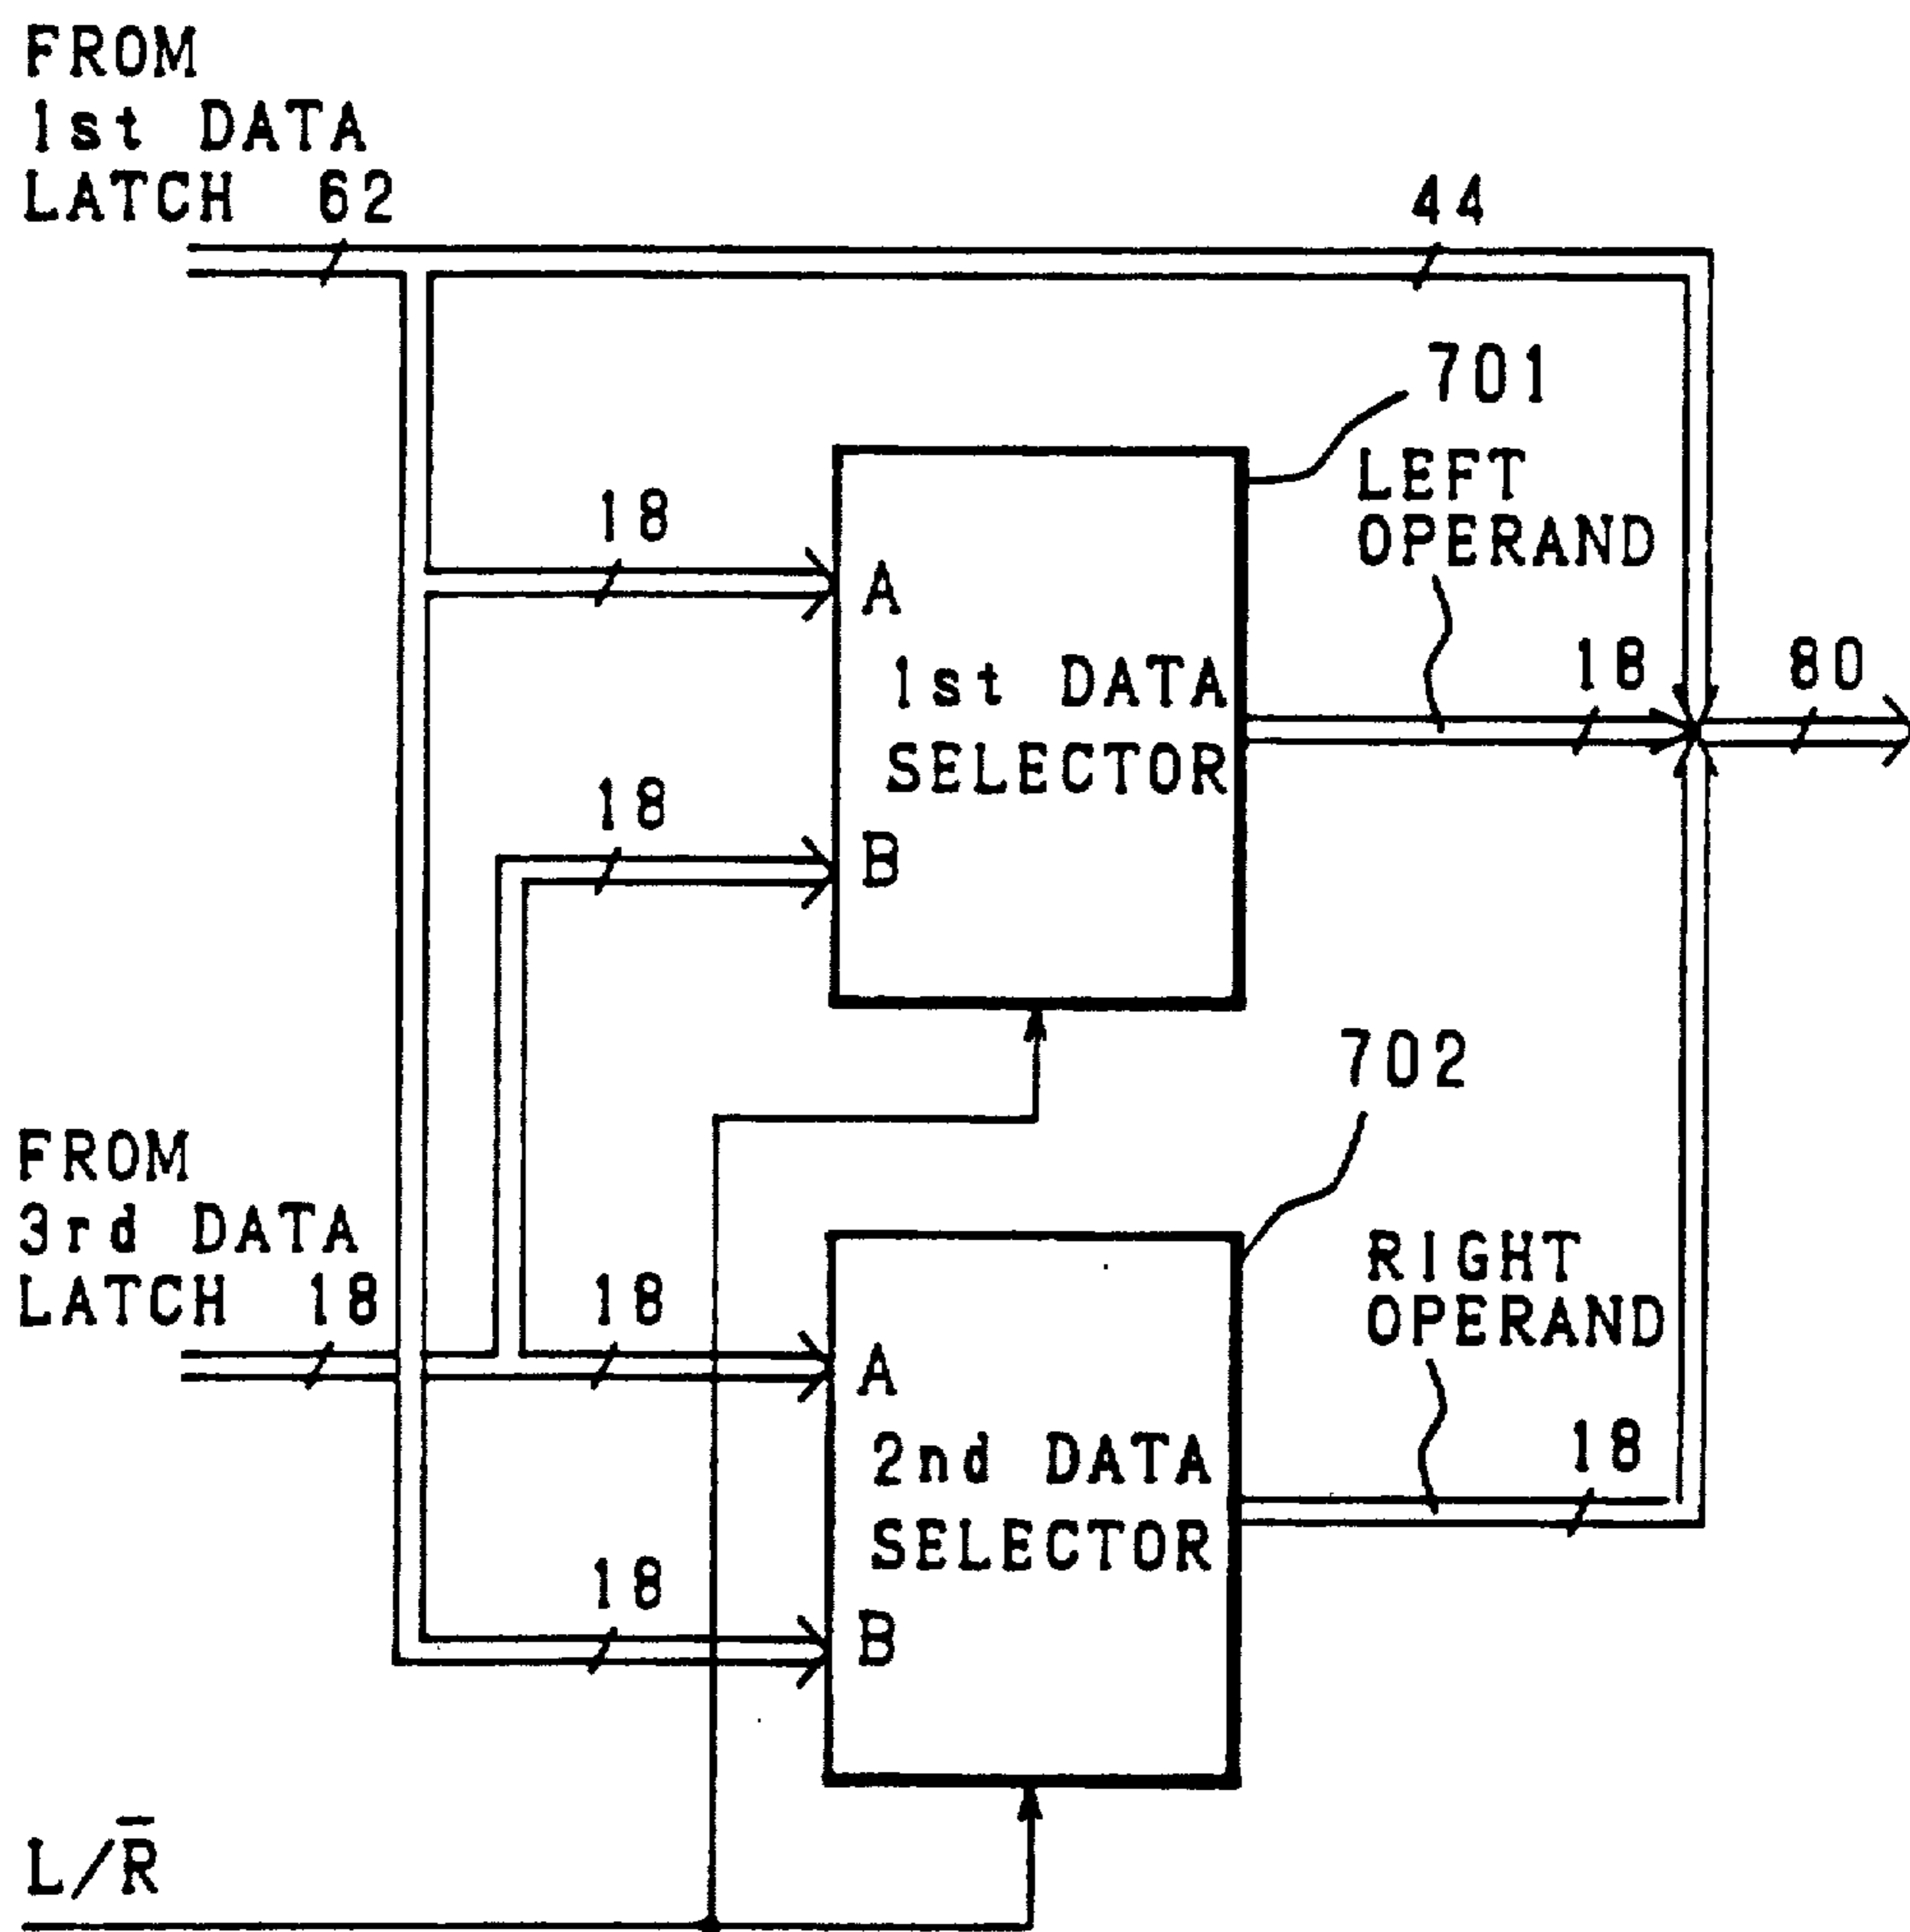 FROM
1st DATA
LATCH 62
44
701
LEFT
OPERAND
18
A
18
80
1st DATA
SELECTOR
18
B
702
FROM
3rd DATA
LATCH 18
18
RIGHT
OPERAND
A
2nd DATA
SELECTOR
18
18
B
L/R̅